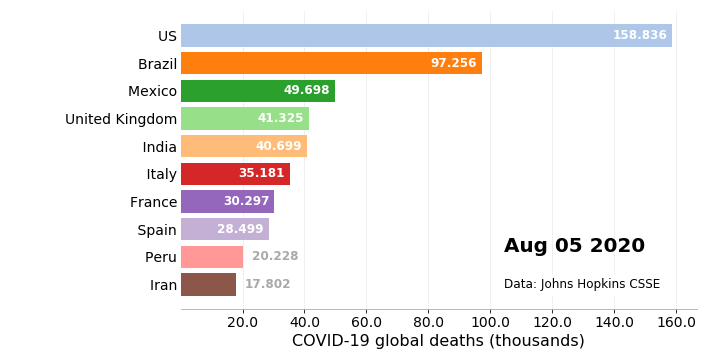 US 158.836
Brazil 97.256
Mexico 49.698
United Kingdom 41.325
India 40.699
Italy 35.181
France 30.297
Spain 28.499
Peru 20.228
Iran 17.802
Aug 05 2020
Data: Johns Hopkins CSSE
20.0 40.0 60.0 80.0 100.0 120.0 140.0 160.0
COVID-19 global deaths (thousands)